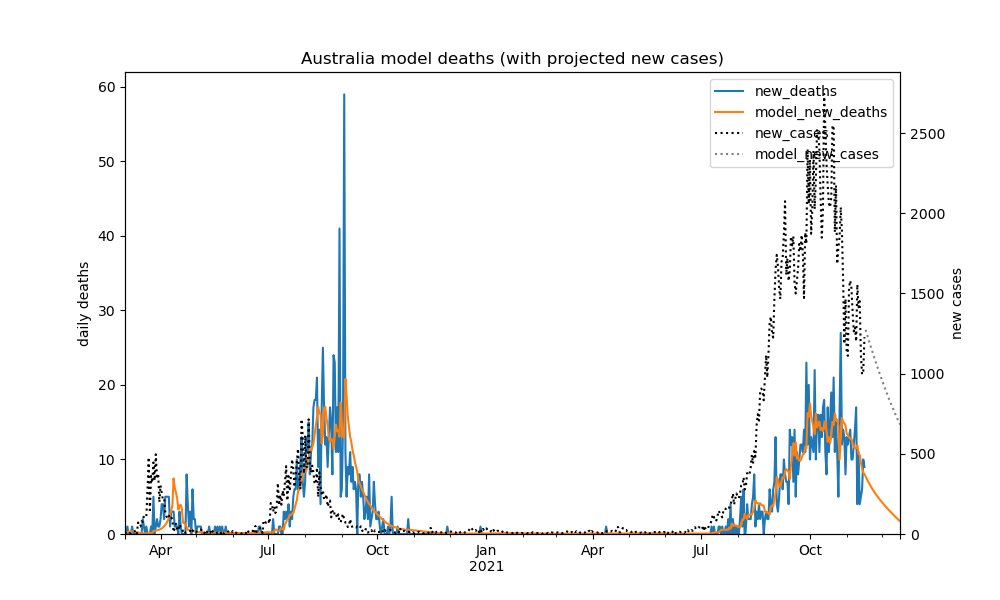 Australia model deaths (with projected new cases)
new_deaths
model_new_deaths
new_cases
model_new_cases
60
50
40
30
20
10
0
daily deaths
2500
2000
1500
1000
500
0
new cases
Apr Jul Oct Jan Apr Jul Oct
2021